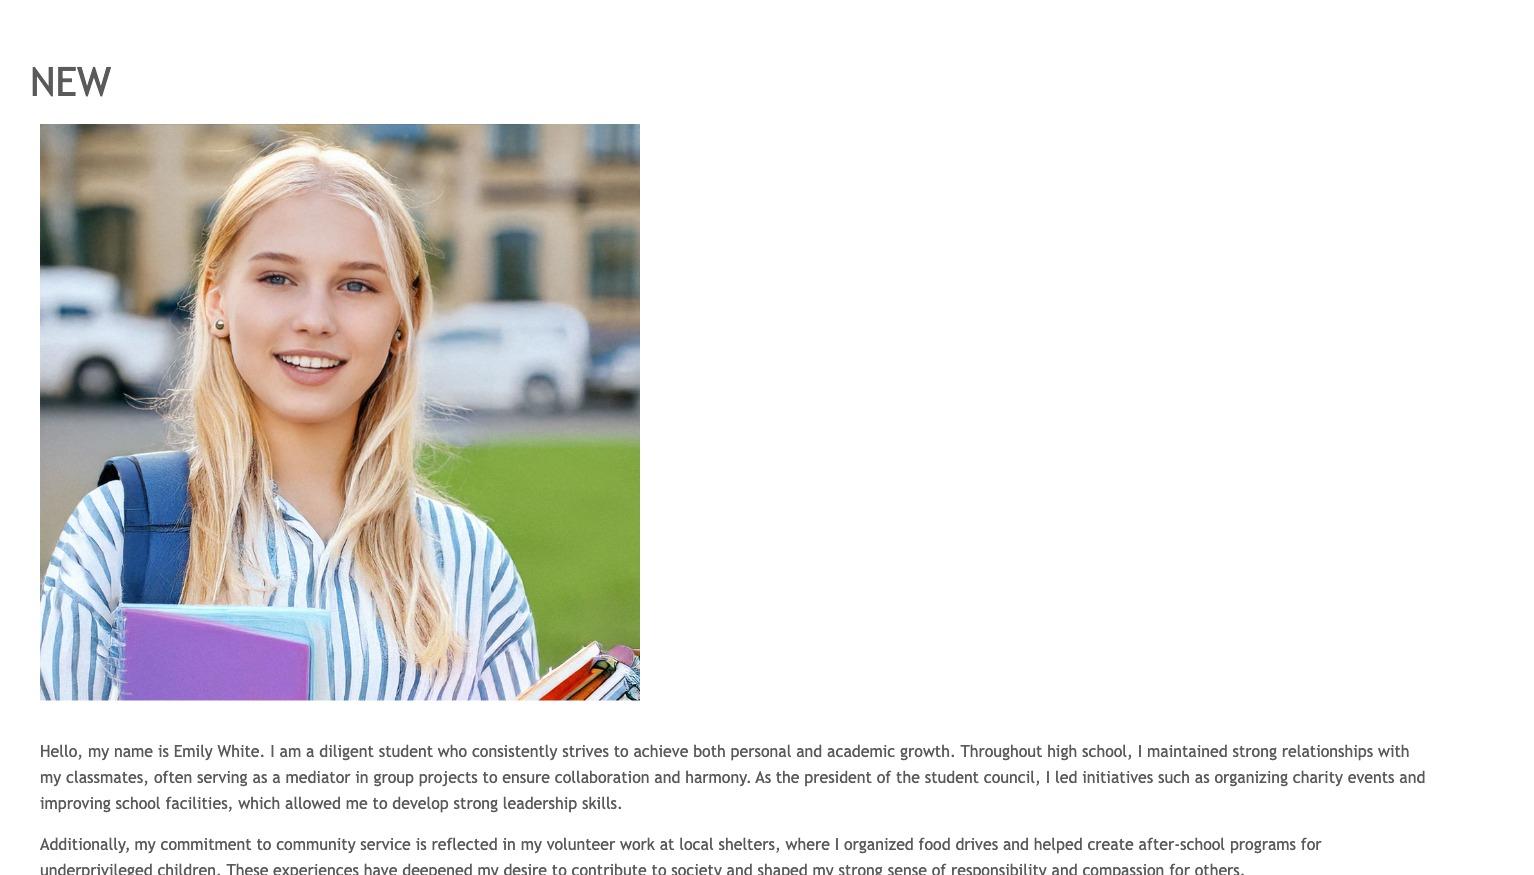 NEW
Hello, my name is Emily White. I am a diligent student who consistently strives to achieve both personal and academic growth. Throughout high school, I maintained strong relationships with
my classmates, often serving as a mediator in group projects to ensure collaboration and harmony. As the president of the student council, I led initiatives such as organizing charity events and
improving school facilities, which allowed me to develop strong leadership skills.
Additionally, my commitment to community service is reflected in my volunteer work at local shelters, where I organized food drives and helped create after-school programs for
underprivileged children. These experiences have deepened my desire to contribute to society and shaped my strong sense of responsibility and compassion for others.